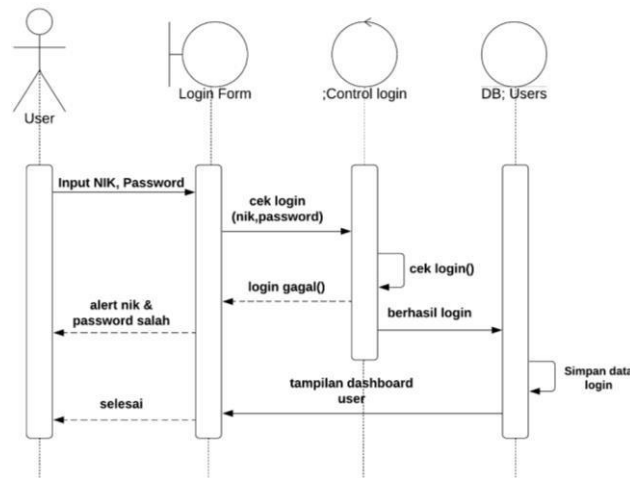 User
Login Form
;Control login
DB; Users
Input NIK, Password
cek login
(nik,password)
cek login()
login gagal()
alert nik &
password salah
berhasil login
Simpan data
login
tampilan dashboard
user
selesai